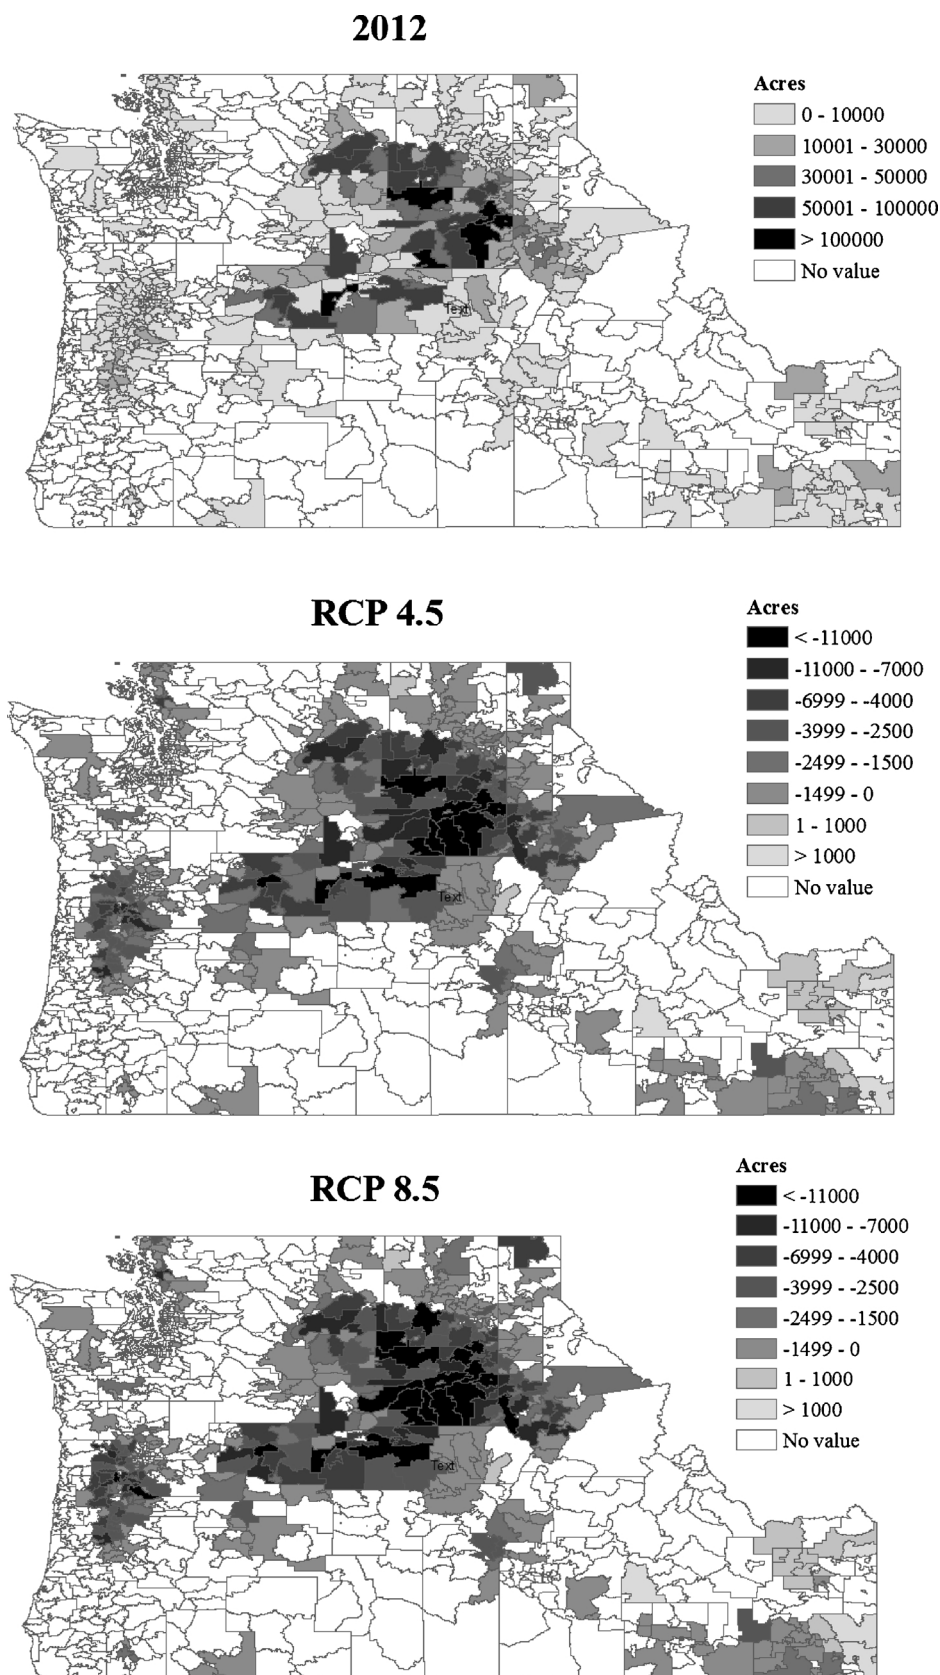 2012
Acres
0 - 10000
10001 - 30000
30001 - 50000
50001 - 100000
> 100000
No value
Text
RCP 4.5
Acres
< -11000
-11000 - -7000
-6999 - -4000
-3999 - -2500
-2499 - -1500
-1499 - 0
1 - 1000
> 1000
No value
Text
RCP 8.5
Acres
< -11000
-11000 - -7000
-6999 - -4000
-3999 - -2500
-2499 - -1500
-1499 - 0
1 - 1000
> 1000
No value
Text